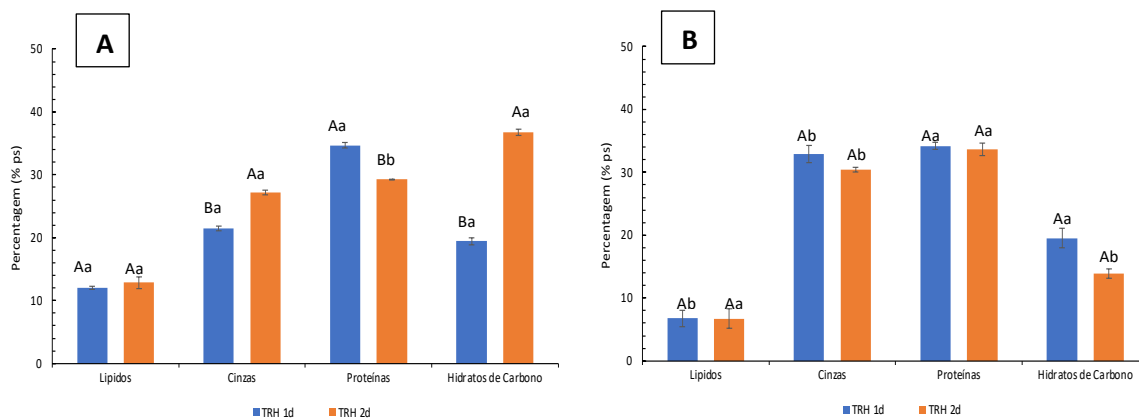 A
Percentagem (% ps)
50
40
30
20
10
0
Aa
Aa
Ba
Aa
Aa
Bb
Ba
Aa
Lipidos
Cinzas
Proteínas
Hidratos de Carbono
TRH 1d
TRH 2d
B
Percentagem (% ps)
50
40
30
20
10
0
Ab
Aa
Ab
Ab
Aa
Aa
Aa
Ab
Lipidos
Cinzas
Proteínas
Hidratos de Carbono
TRH 1d
TRH 2d